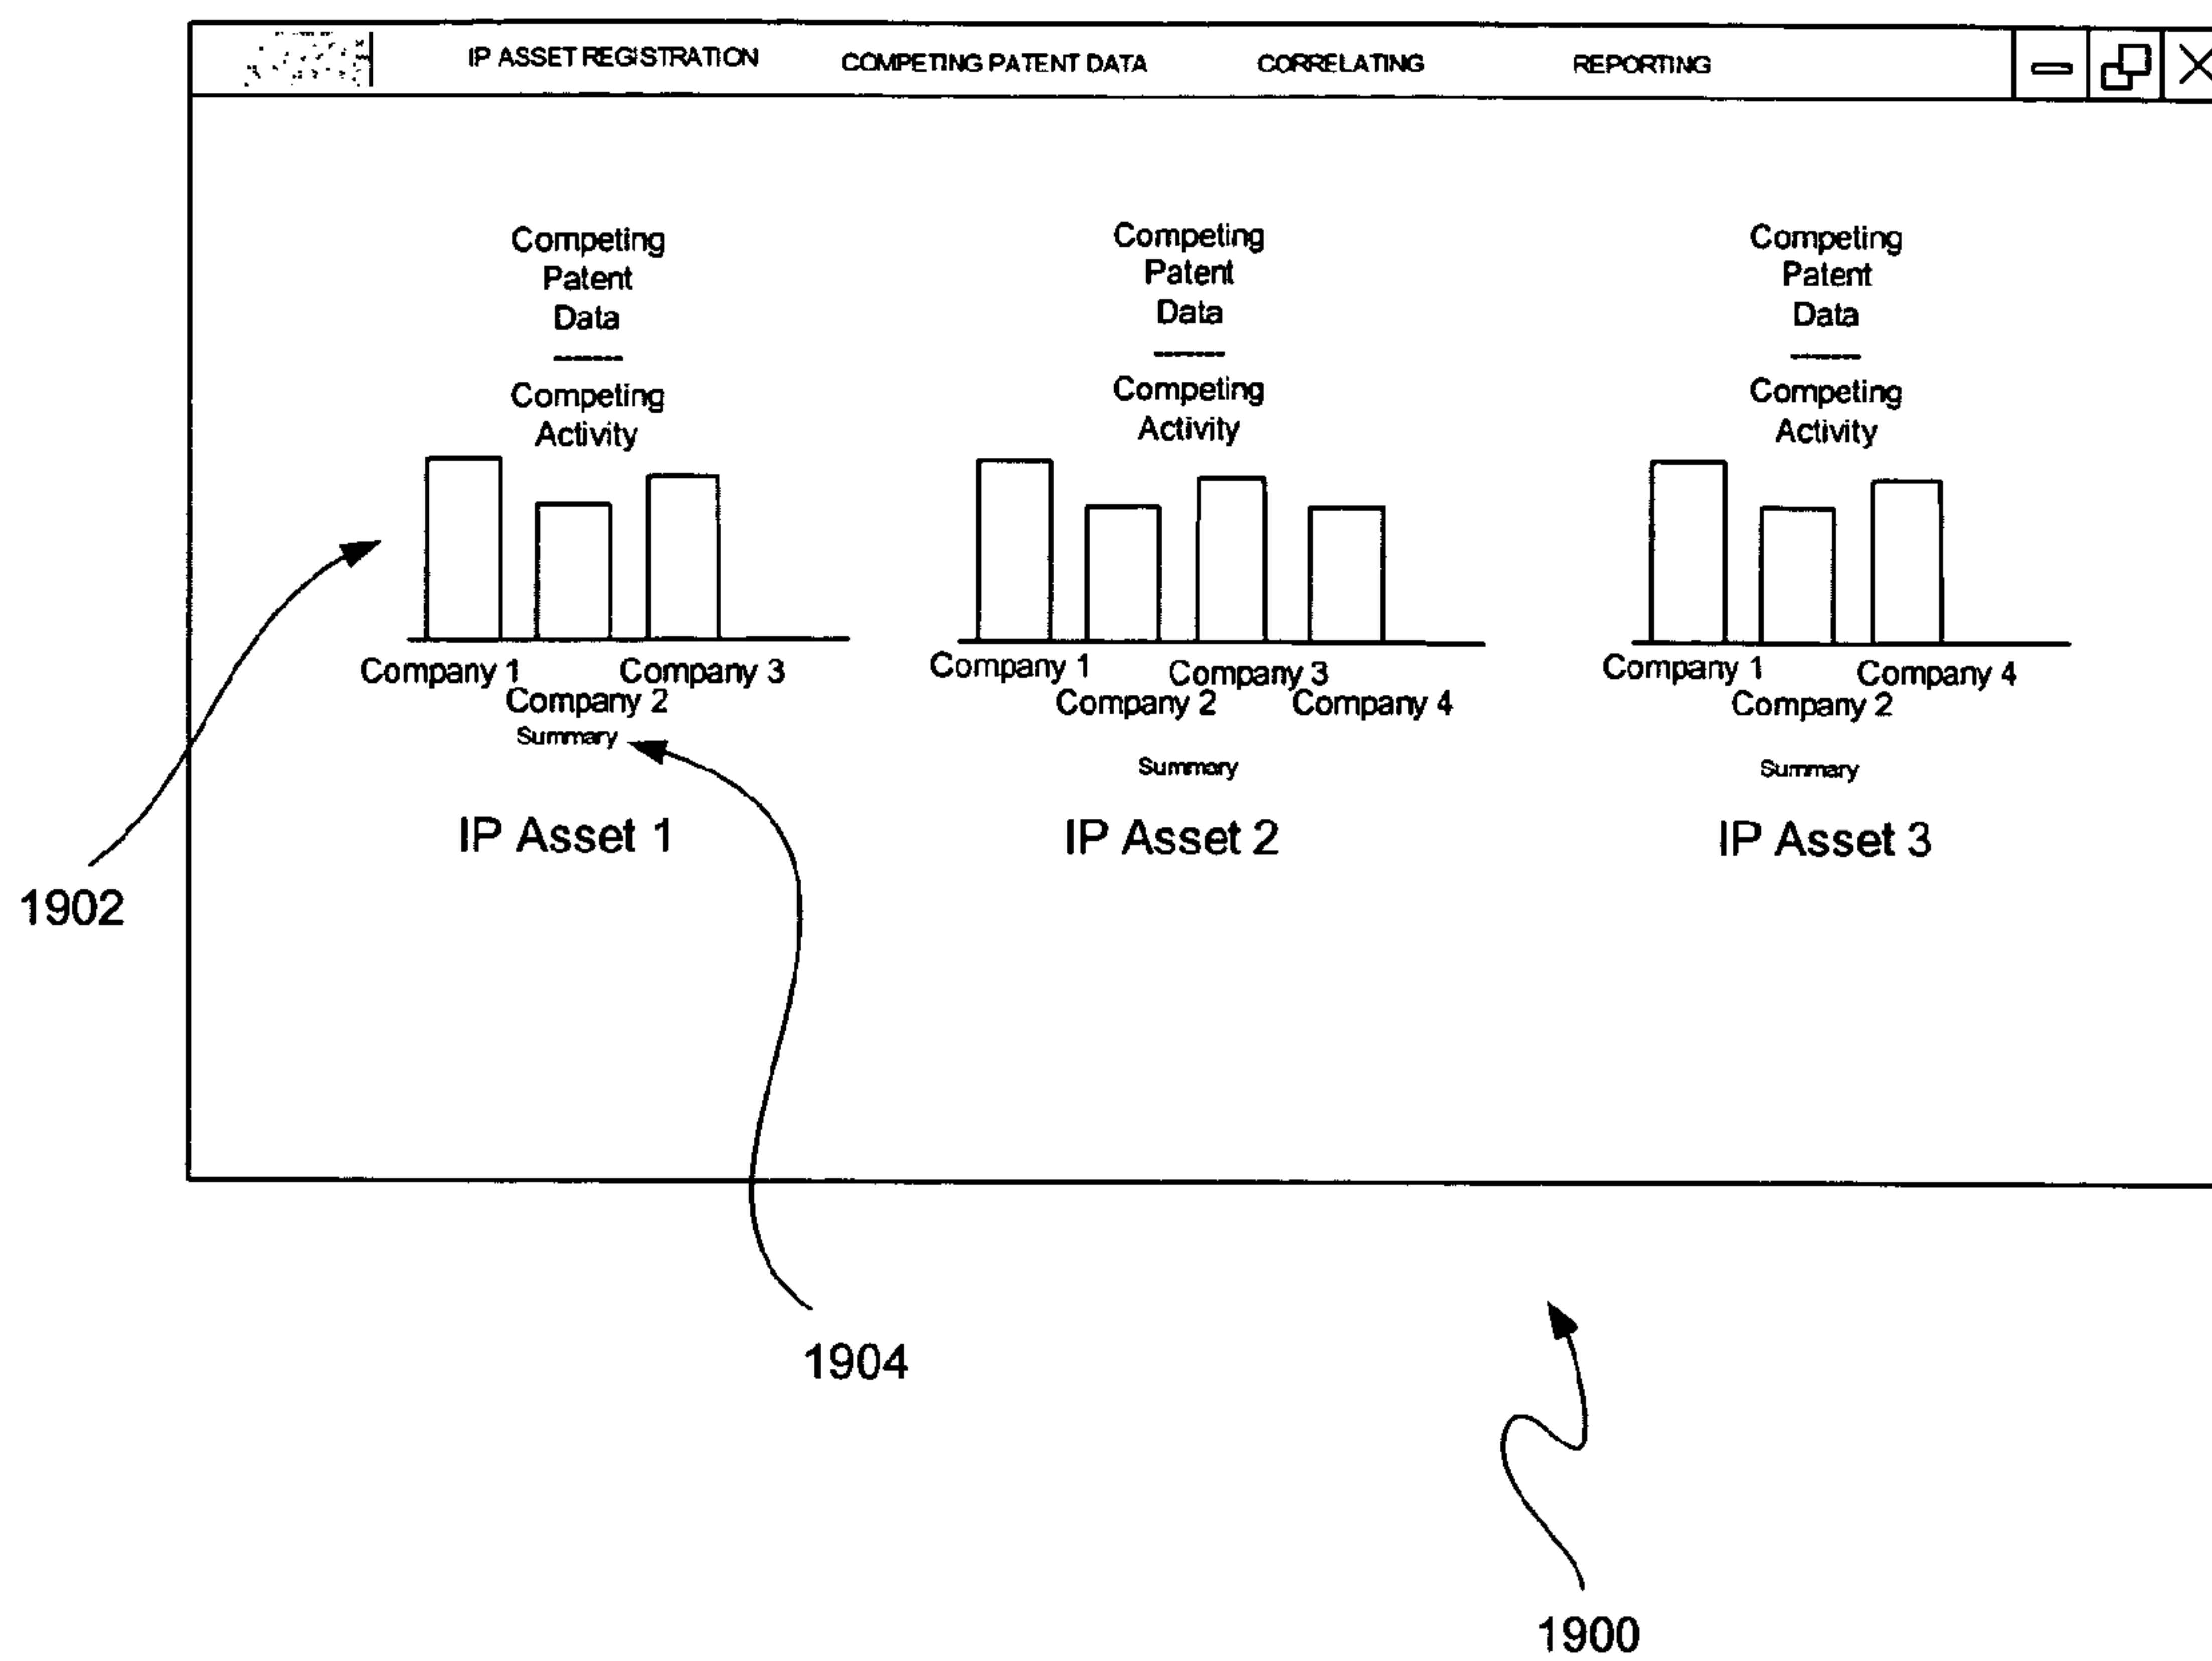 IP ASSET REGISTRATION COMPETING PATENT DATA CORRELATING REPORTING
Competing
Patent
Data
-------
Competing
Activity
Company 1 Company 3
Company 2
Summary
IP Asset 1
Competing
Patent
Data
-------
Competing
Activity
Company 1 Company 3
Company 2 Company 4
Summary
IP Asset 2
Competing
Patent
Data
-------
Competing
Activity
Company 1 Company 4
Company 2
Summary
IP Asset 3
1902
1904
1900